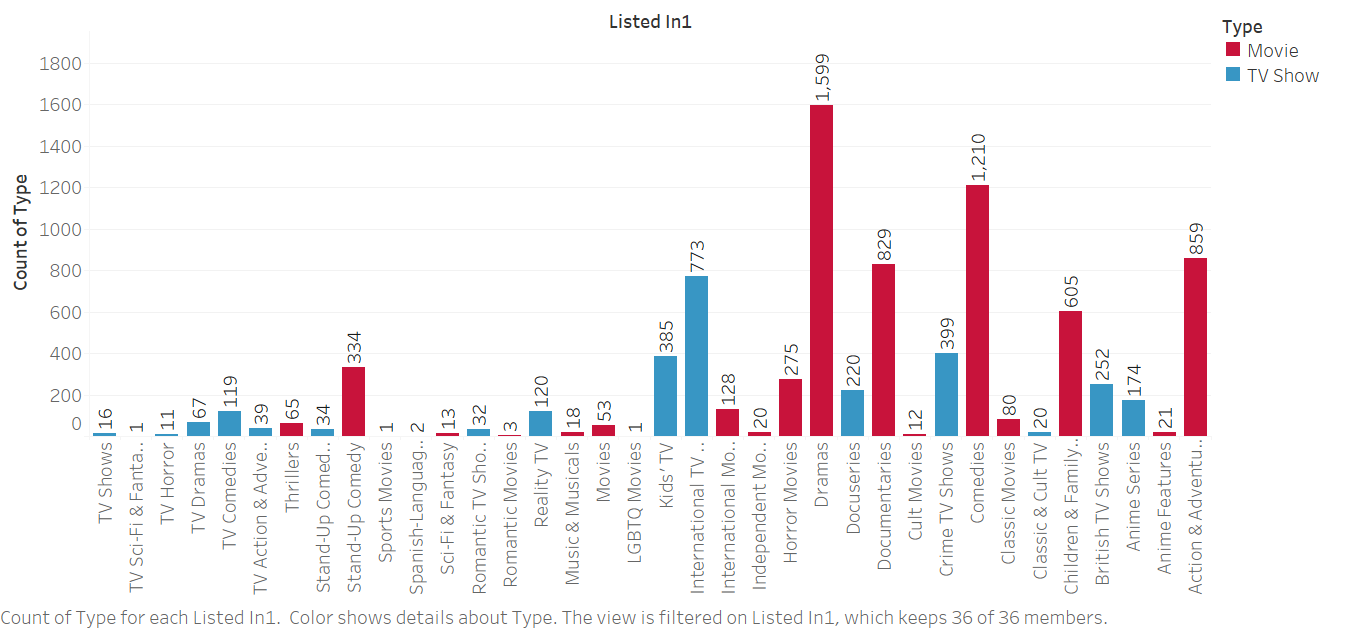 Listed In1
Type
Movie
TV Show
Count of Type
1800
1600
1400
1200
1000
800
600
400
200
0
16
1
11
67
119
39
65
34
334
1
2
13
32
3
120
18
53
1
385
773
128
20
275
1,599
220
829
12
399
1,210
80
20
605
252
174
21
859
TV Shows
TV Sci-Fi & Fanta..
TV Horror
TV Dramas
TV Comedies
TV Action & Adve..
Thrillers
Stand-Up Comed..
Stand-Up Comedy
Sports Movies
Spanish-Languag..
Sci-Fi & Fantasy
Romantic TV Sho..
Romantic Movies
Reality TV
Music & Musicals
Movies
LGBTQ Movies
Kids' TV
International TV ..
International Mo..
Independent Mo..
Horror Movies
Dramas
Docuseries
Documentaries
Cult Movies
Crime TV Shows
Comedies
Classic Movies
Classic & Cult TV
Children & Family..
British TV Shows
Anime Series
Anime Features
Action & Adventu..
Count of Type for each Listed In1.  Color shows details about Type. The view is filtered on Listed In1, which keeps 36 of 36 members.